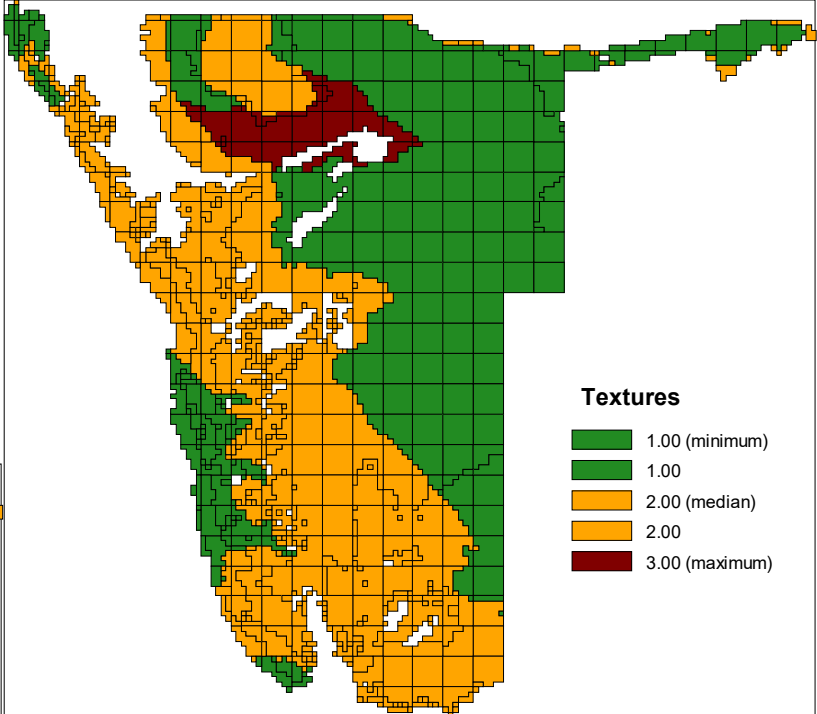 Textures
1.00 (minimum)
1.00
2.00 (median)
2.00
3.00 (maximum)